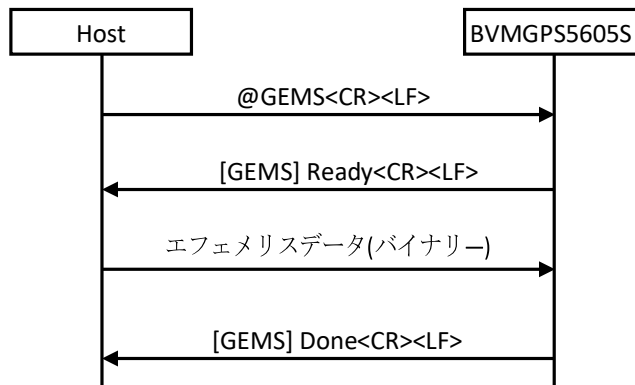 Host
BVMGPS5605S
@GEMS<CR><LF>
[GEMS] Ready<CR><LF>
エフェメリスデータ(バイナリー)
[GEMS] Done<CR><LF>